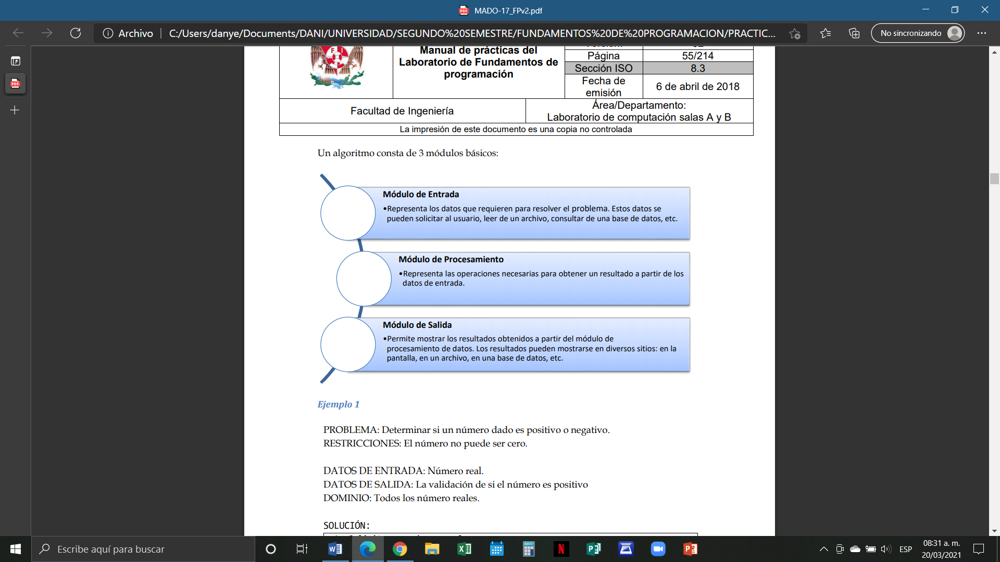 MADO-17_FPv2.pdf
Archivo
C:/Users/danye/Documents/DANI/UNIVERSIDAD/SEGUNDO%20SEMESTRE/FUNDAMENTOS%20DE%20PROGRAMACION/PRACTIC...
No sincronizando
Manual de prácticas del
Laboratorio de Fundamentos de
programación
Página
55/214
Sección ISO
8.3
Fecha de
emisión
6 de abril de 2018
Facultad de Ingeniería
Área/Departamento:
Laboratorio de computación salas A y B
La impresión de este documento es una copia no controlada
Un algoritmo consta de 3 módulos básicos:
Módulo de Entrada
•Representa los datos que requieren para resolver el problema. Estos datos se
pueden solicitar al usuario, leer de un archivo, consultar de una base de datos, etc.
Módulo de Procesamiento
•Representa las operaciones necesarias para obtener un resultado a partir de los
datos de entrada.
Módulo de Salida
•Permite mostrar los resultados obtenidos a partir del módulo de
procesamiento de datos. Los resultados pueden mostrarse en diversos sitios: en la
pantalla, en un archivo, en una base de datos, etc.
Ejemplo 1
PROBLEMA: Determinar si un número dado es positivo o negativo.
RESTRICCIONES: El número no puede ser cero.
DATOS DE ENTRADA: Número real.
DATOS DE SALIDA: La validación de si el número es positivo
DOMINIO: Todos los número reales.
SOLUCIÓN:
Escribe aquí para buscar
ESP
08:31 a. m.
20/03/2021